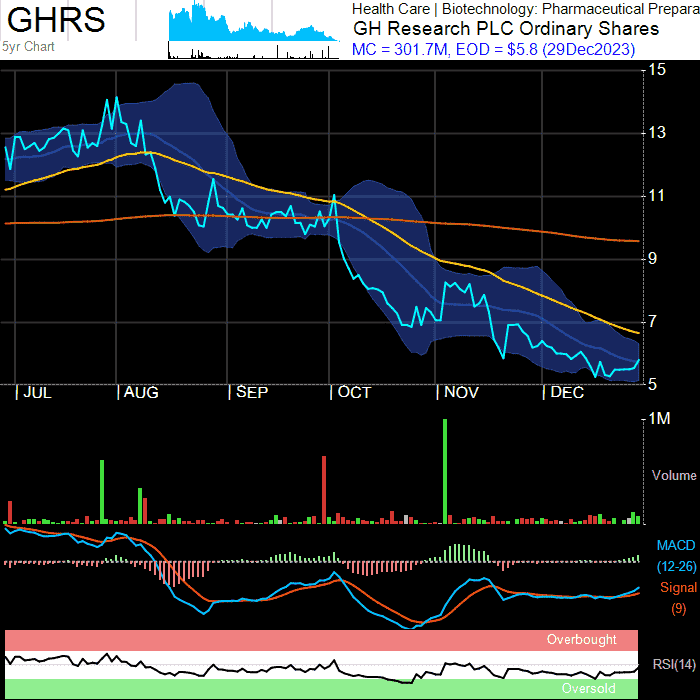 GHRS
5yr Chart
Health Care | Biotechnology: Pharmaceutical Prepara
GH Research PLC Ordinary Shares
MC = 301.7M, EOD = $5.8 (29Dec2023)
15
13
11
9
7
5
JUL AUG SEP OCT NOV DEC
1M
Volume
MACD
(12-26)
Signal
(9)
Overbought
RSI(14)
Oversold